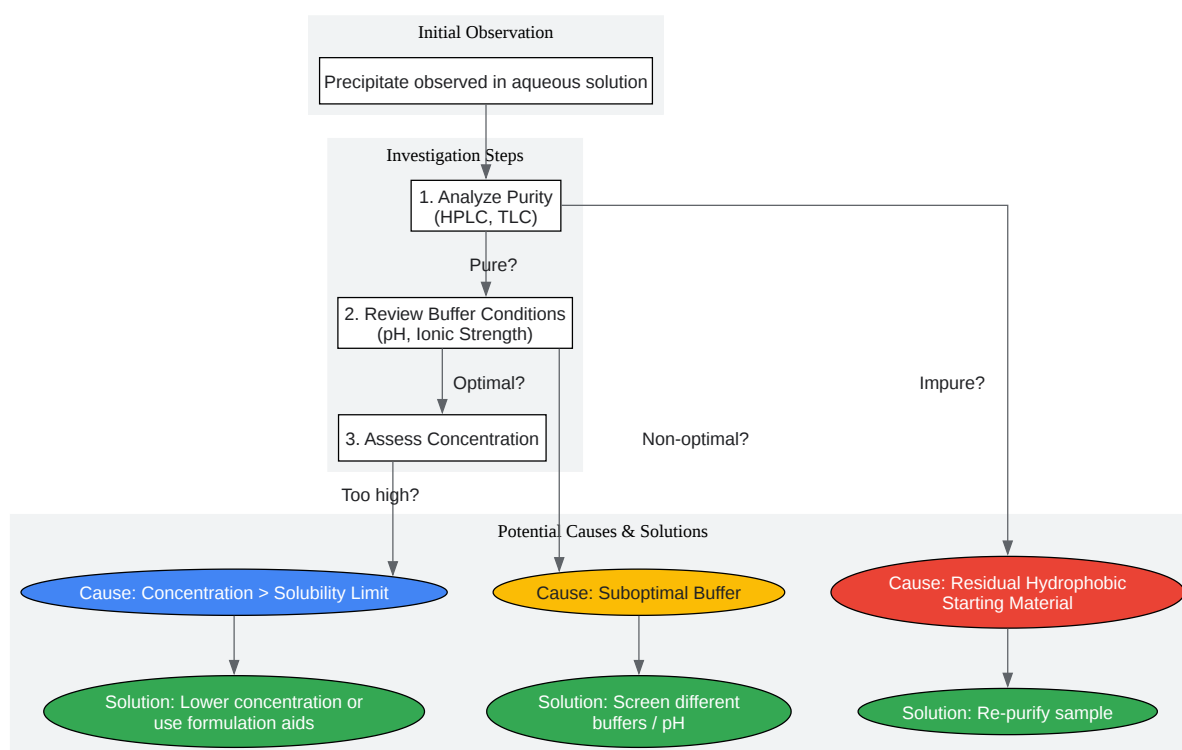 Initial Observation
Precipitate observed in aqueous solution
Investigation Steps
1. Analyze Purity
(HPLC, TLC)
Pure?
2. Review Buffer Conditions
(pH, Ionic Strength)
Optimal?
Impure?
3. Assess Concentration
Non-optimal?
Too high?
Potential Causes & Solutions
Cause: Concentration > Solubility Limit
Cause: Suboptimal Buffer
Cause: Residual Hydrophobic
Starting Material
Solution: Lower concentration or
use formulation aids
Solution: Screen different
buffers / pH
Solution: Re-purify sample